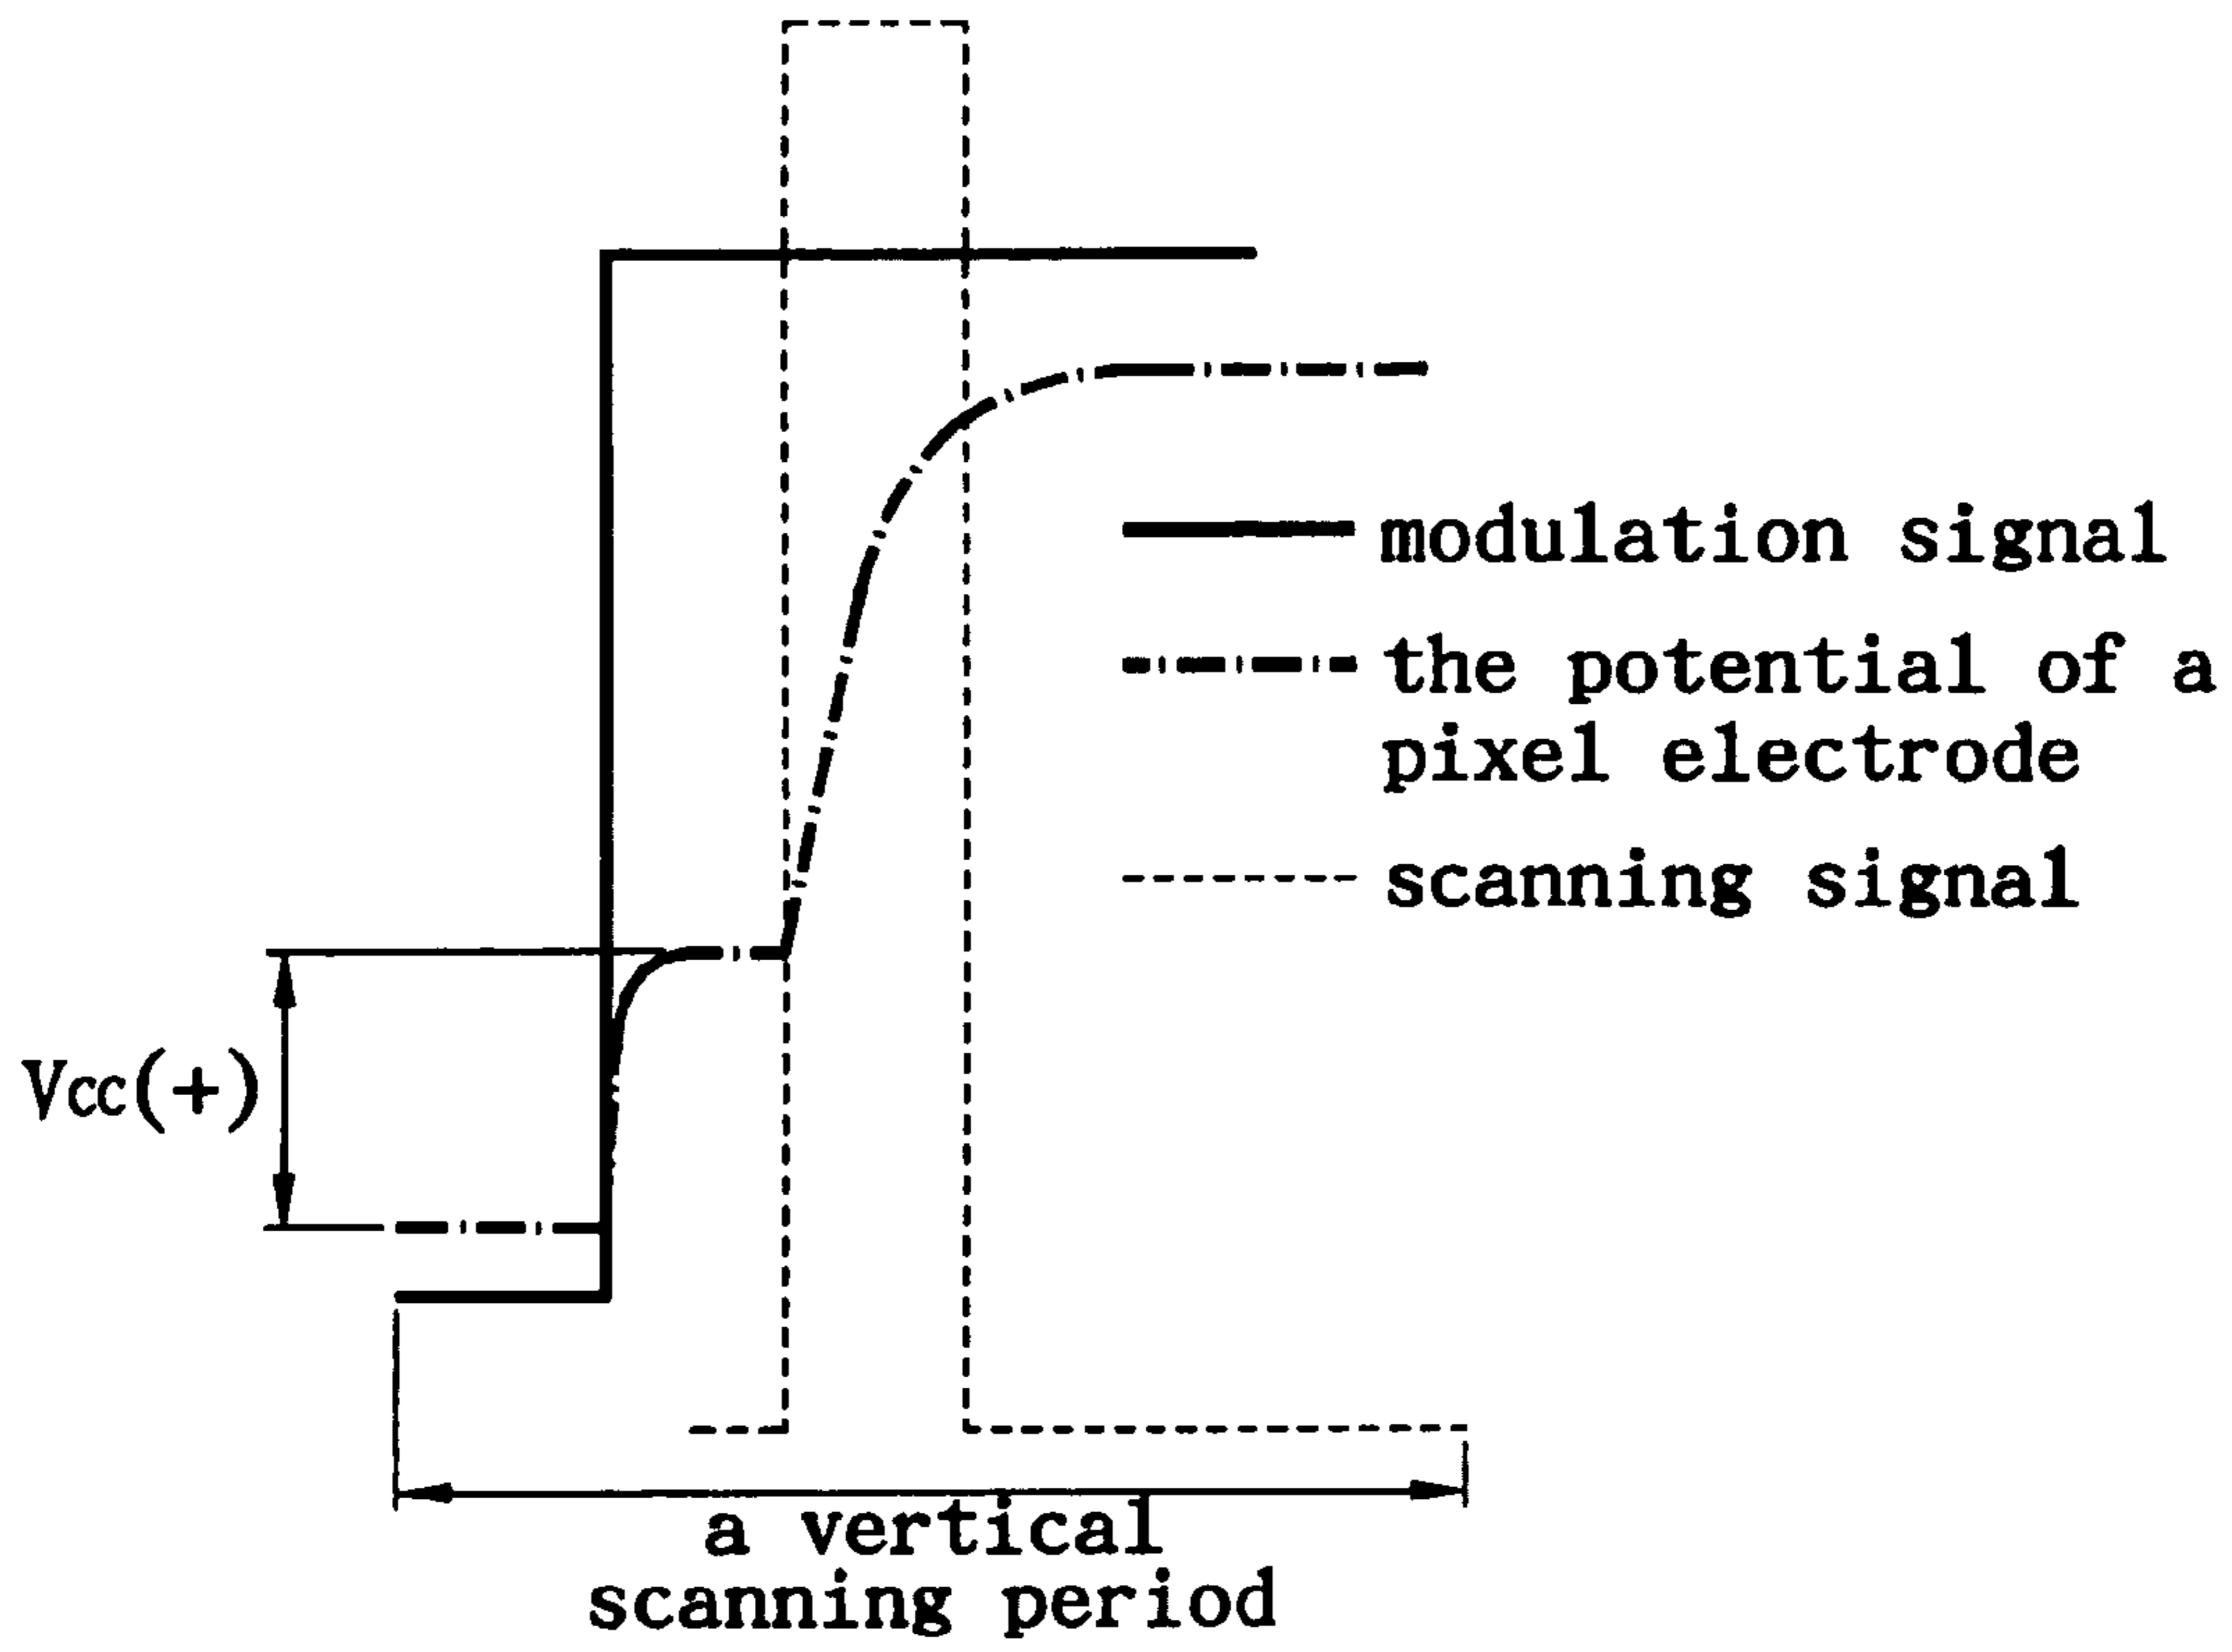 modulation signal
the potential of a
pixel electrode
scanning signal
Vcc(+)
a vertical
scanning period